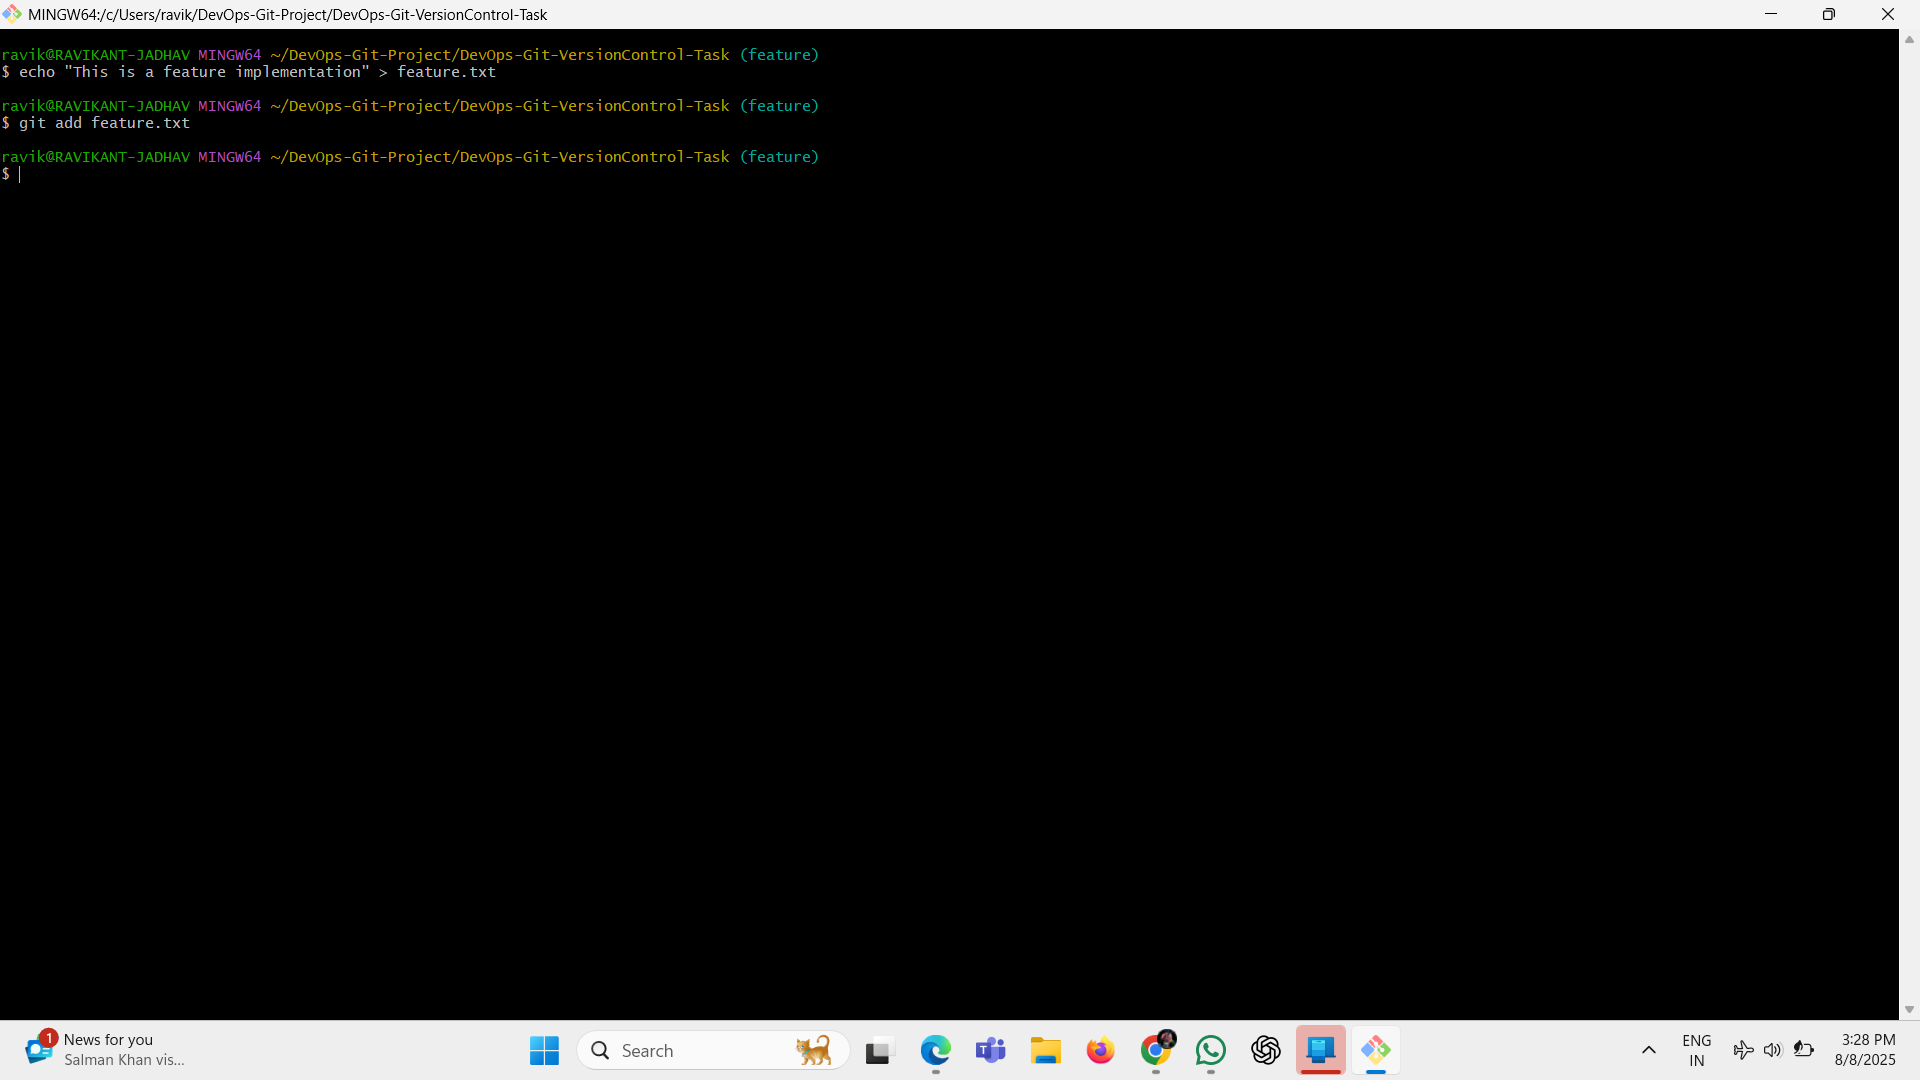 MINGW64:/c/Users/ravik/DevOps-Git-Project/DevOps-Git-VersionControl-Task
ravik@RAVIKANT-JADHAV MINGW64 ~/DevOps-Git-Project/DevOps-Git-VersionControl-Task (feature)
$ echo "This is a feature implementation" > feature.txt
ravik@RAVIKANT-JADHAV MINGW64 ~/DevOps-Git-Project/DevOps-Git-VersionControl-Task (feature)
$ git add feature.txt
ravik@RAVIKANT-JADHAV MINGW64 ~/DevOps-Git-Project/DevOps-Git-VersionControl-Task (feature)
$
1
News for you
Salman Khan vis...
Search
ENG
IN
3:28 PM
8/8/2025